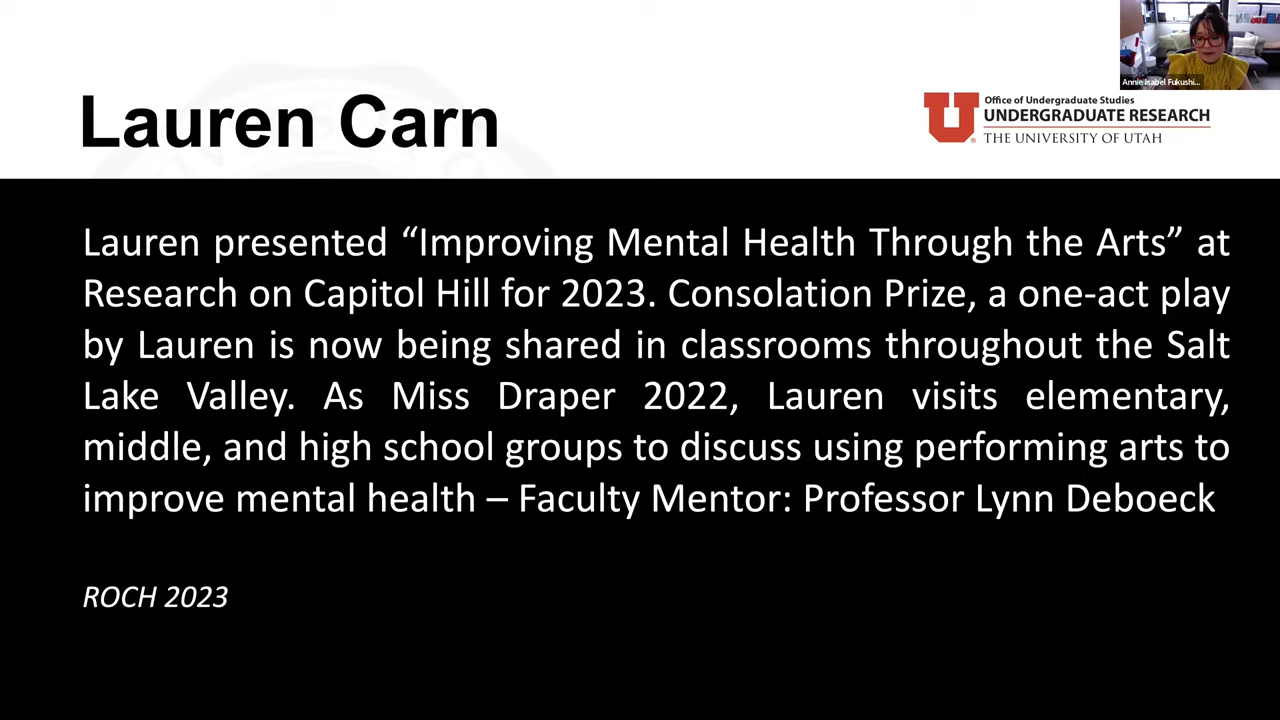 Annie Isabel Fukushi...
Lauren Carn
Office of Undergraduate Studies
UNDERGRADUATE RESEARCH
THE UNIVERSITY OF UTAH
Lauren presented “Improving Mental Health Through the Arts” at
Research on Capitol Hill for 2023. Consolation Prize, a one-act play
by Lauren is now being shared in classrooms throughout the Salt
Lake Valley. As Miss Draper 2022, Lauren visits elementary,
middle, and high school groups to discuss using performing arts to
improve mental health – Faculty Mentor: Professor Lynn Deboeck
ROCH 2023